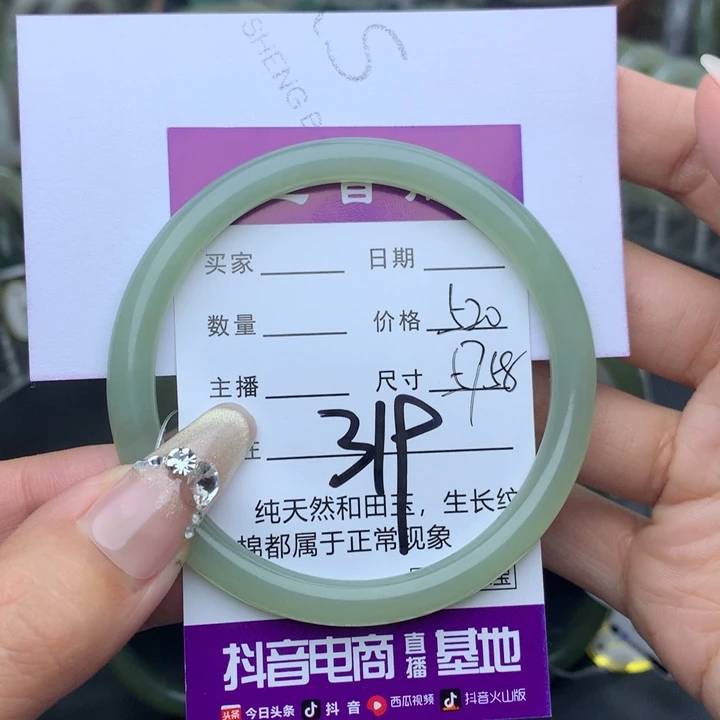 SHENG
买家
日期
数量
价格 520
主播
尺寸 57.58
31P
纯天然和田玉，生长纹
棉都属于正常现象
抖音电商 直播 基地
头条 今日头条 抖音 西瓜视频 抖音火山版